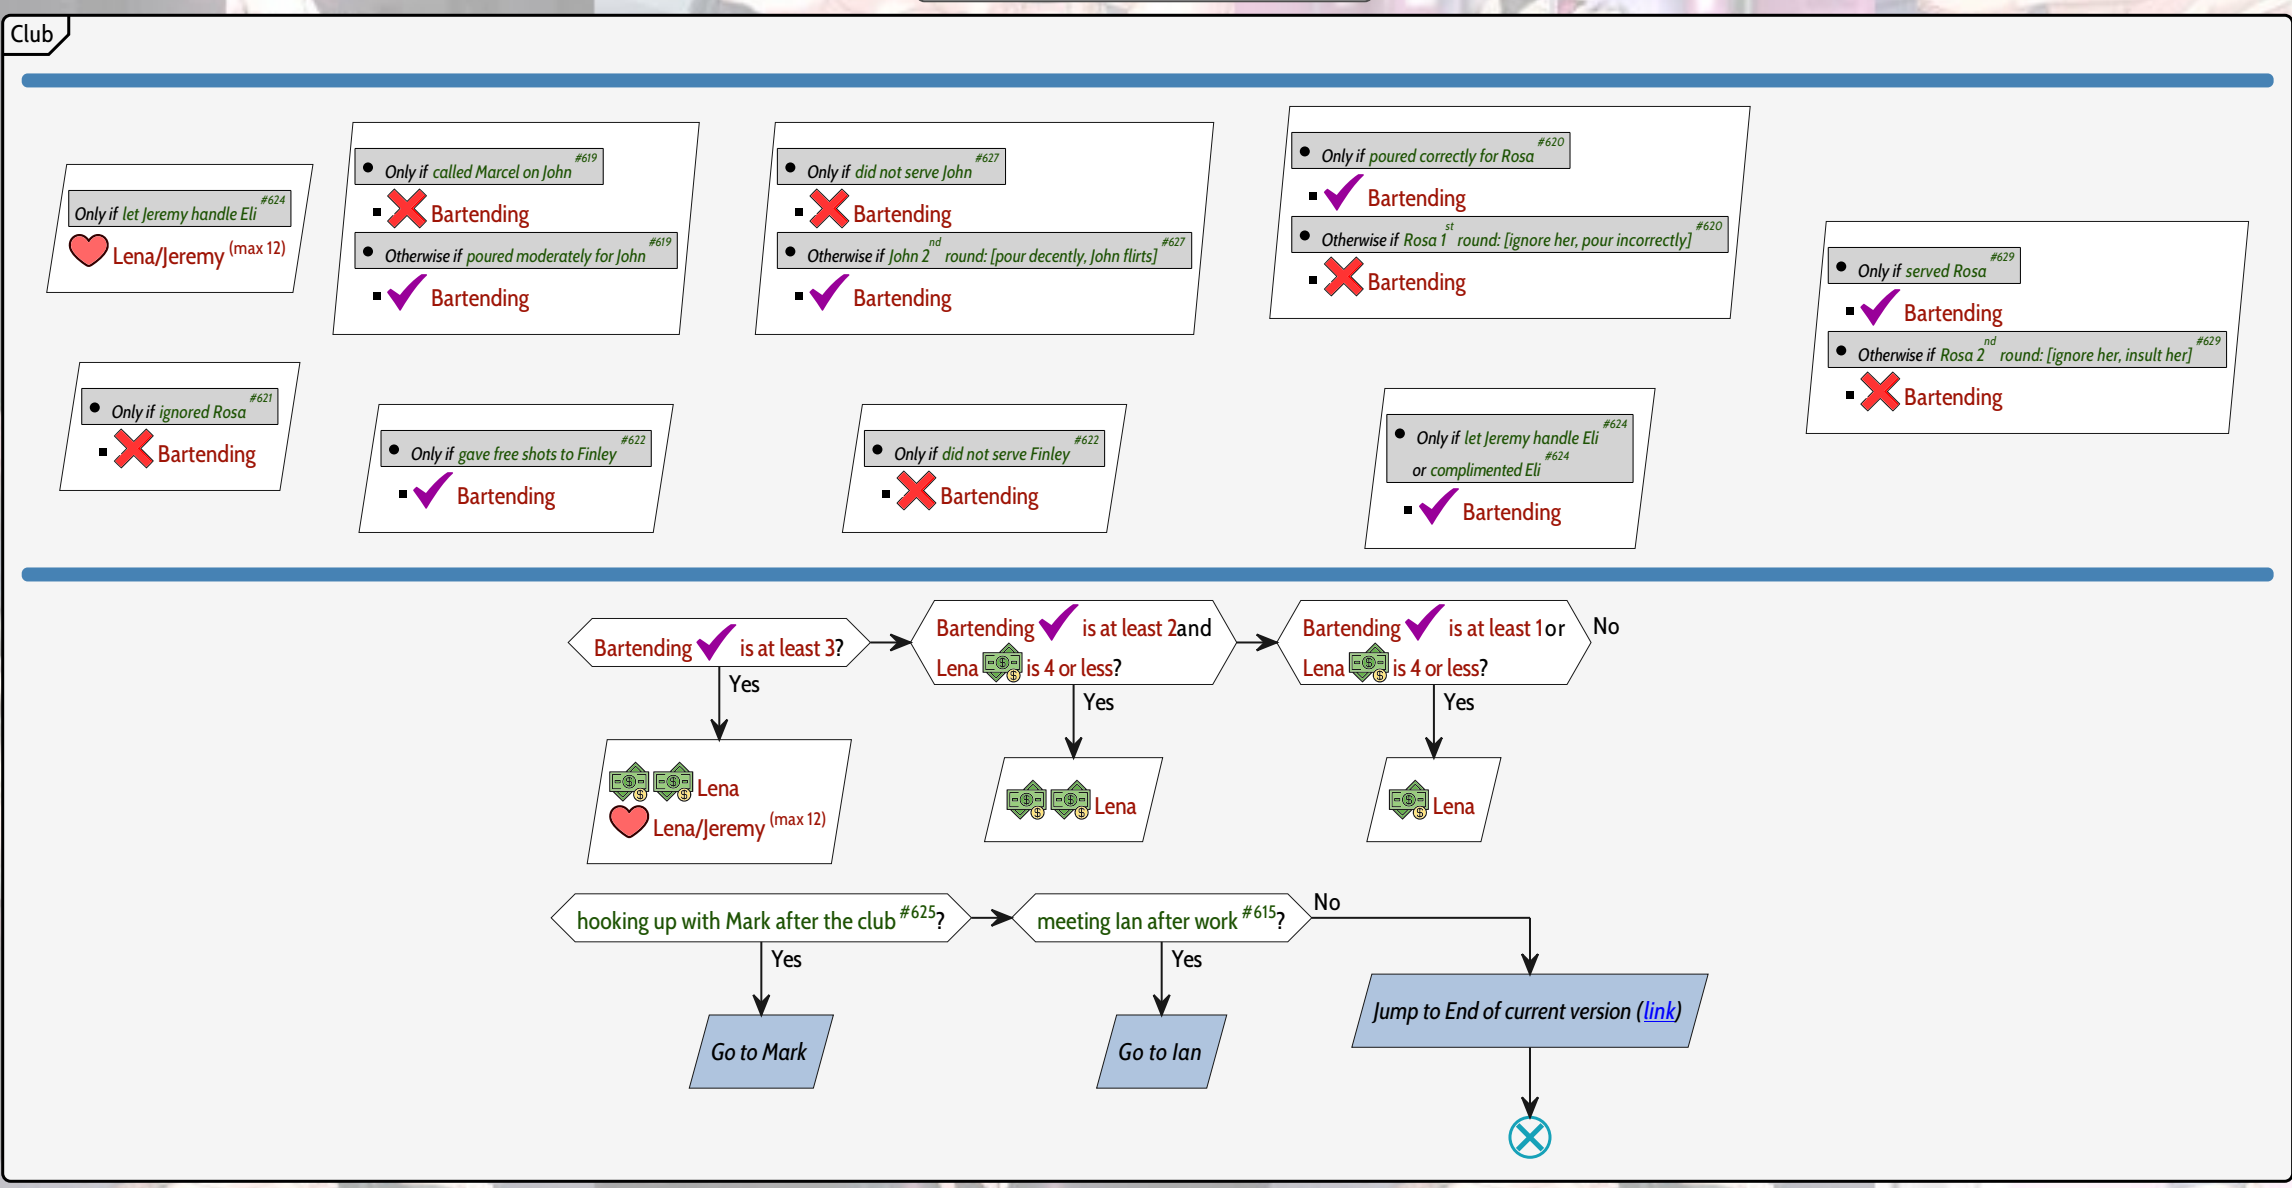 Club
Only if let Jeremy handle Eli #624
Lena/Jeremy (max 12)
Only if called Marcel on John #619
Bartending
Otherwise if poured moderately for John #619
Bartending
Only if did not serve John #627
Bartending
Otherwise if John 2nd round: [pour decently, John flirts] #627
Bartending
Only if poured correctly for Rosa #620
Bartending
Otherwise if Rosa 1st round: [ignore her, pour incorrectly] #620
Bartending
Only if served Rosa #629
Bartending
Otherwise if Rosa 2nd round: [ignore her, insult her] #629
Bartending
Only if ignored Rosa #621
Bartending
Only if gave free shots to Finley #622
Bartending
Only if did not serve Finley #622
Bartending
Only if let Jeremy handle Eli #624
or complimented Eli #624
Bartending
Bartending is at least 3?
Yes
Bartending is at least 2and
Lena is 4 or less?
Yes
Bartending is at least 1or
Lena is 4 or less?
No
Yes
Lena
Lena/Jeremy (max 12)
Lena
Lena
hooking up with Mark after the club #625?
Yes
meeting Ian after work #615?
No
Yes
Go to Mark
Go to Ian
Jump to End of current version (link)